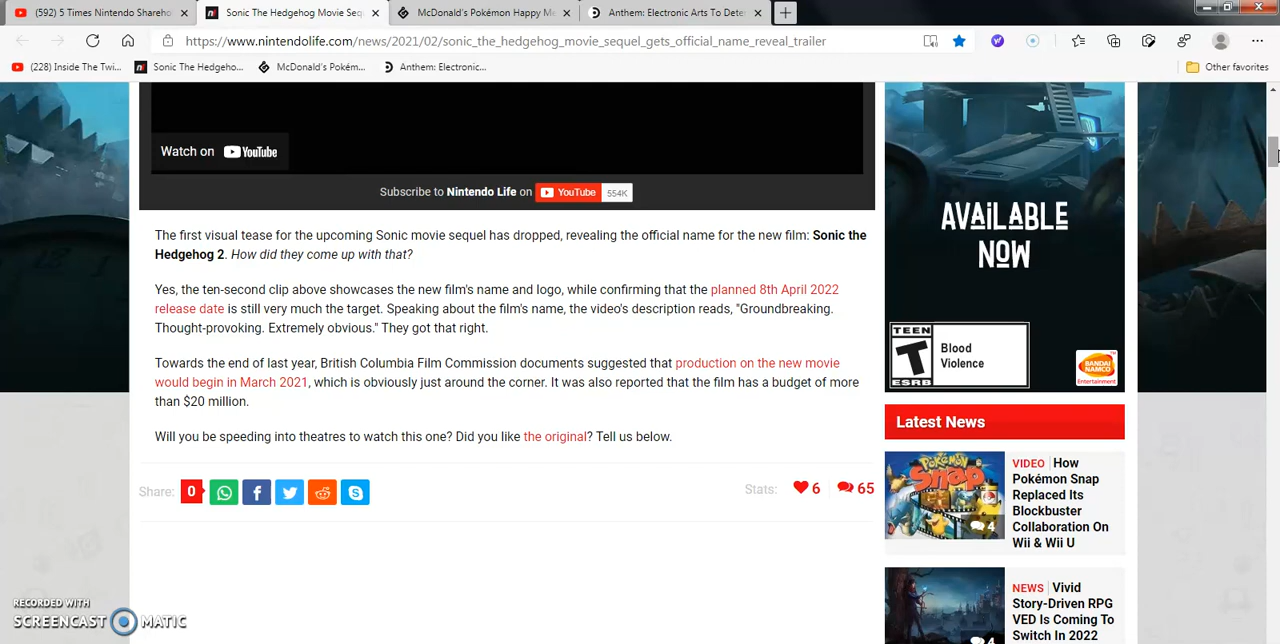 (592) 5 Times Nintendo Shareho
Sonic The Hedgehog Movie Seq
McDonald's Pokémon Happy Me
Anthem: Electronic Arts To Deter
https://www.nintendolife.com/news/2021/02/sonic_the_hedgehog_movie_sequel_gets_official_name_reveal_trailer
(228) Inside The Twi...
Sonic The Hedgeho...
McDonald's Pokém...
Anthem: Electronic...
Other favorites
Watch on YouTube
Subscribe to Nintendo Life on YouTube 554K
The first visual tease for the upcoming Sonic movie sequel has dropped, revealing the official name for the new film: Sonic the
Hedgehog 2. How did they come up with that?
Yes, the ten-second clip above showcases the new film's name and logo, while confirming that the planned 8th April 2022
release date is still very much the target. Speaking about the film's name, the video's description reads, "Groundbreaking.
Thought-provoking. Extremely obvious." They got that right.
Towards the end of last year, British Columbia Film Commission documents suggested that production on the new movie
would begin in March 2021, which is obviously just around the corner. It was also reported that the film has a budget of more
than $20 million.
Will you be speeding into theatres to watch this one? Did you like the original? Tell us below.
Share: 0
Stats: 6 65
AVAILABLE
NOW
TEEN
T
ESRB
Blood
Violence
BANDAI
NAMCO
Entertainment
Latest News
POKÉMON
Snap
4
VIDEO How
Pokémon Snap
Replaced Its
Blockbuster
Collaboration On
Wii & Wii U
4
NEWS Vivid
Story-Driven RPG
VED Is Coming To
Switch In 2022
RECORDED WITH
SCREENCAST MATIC